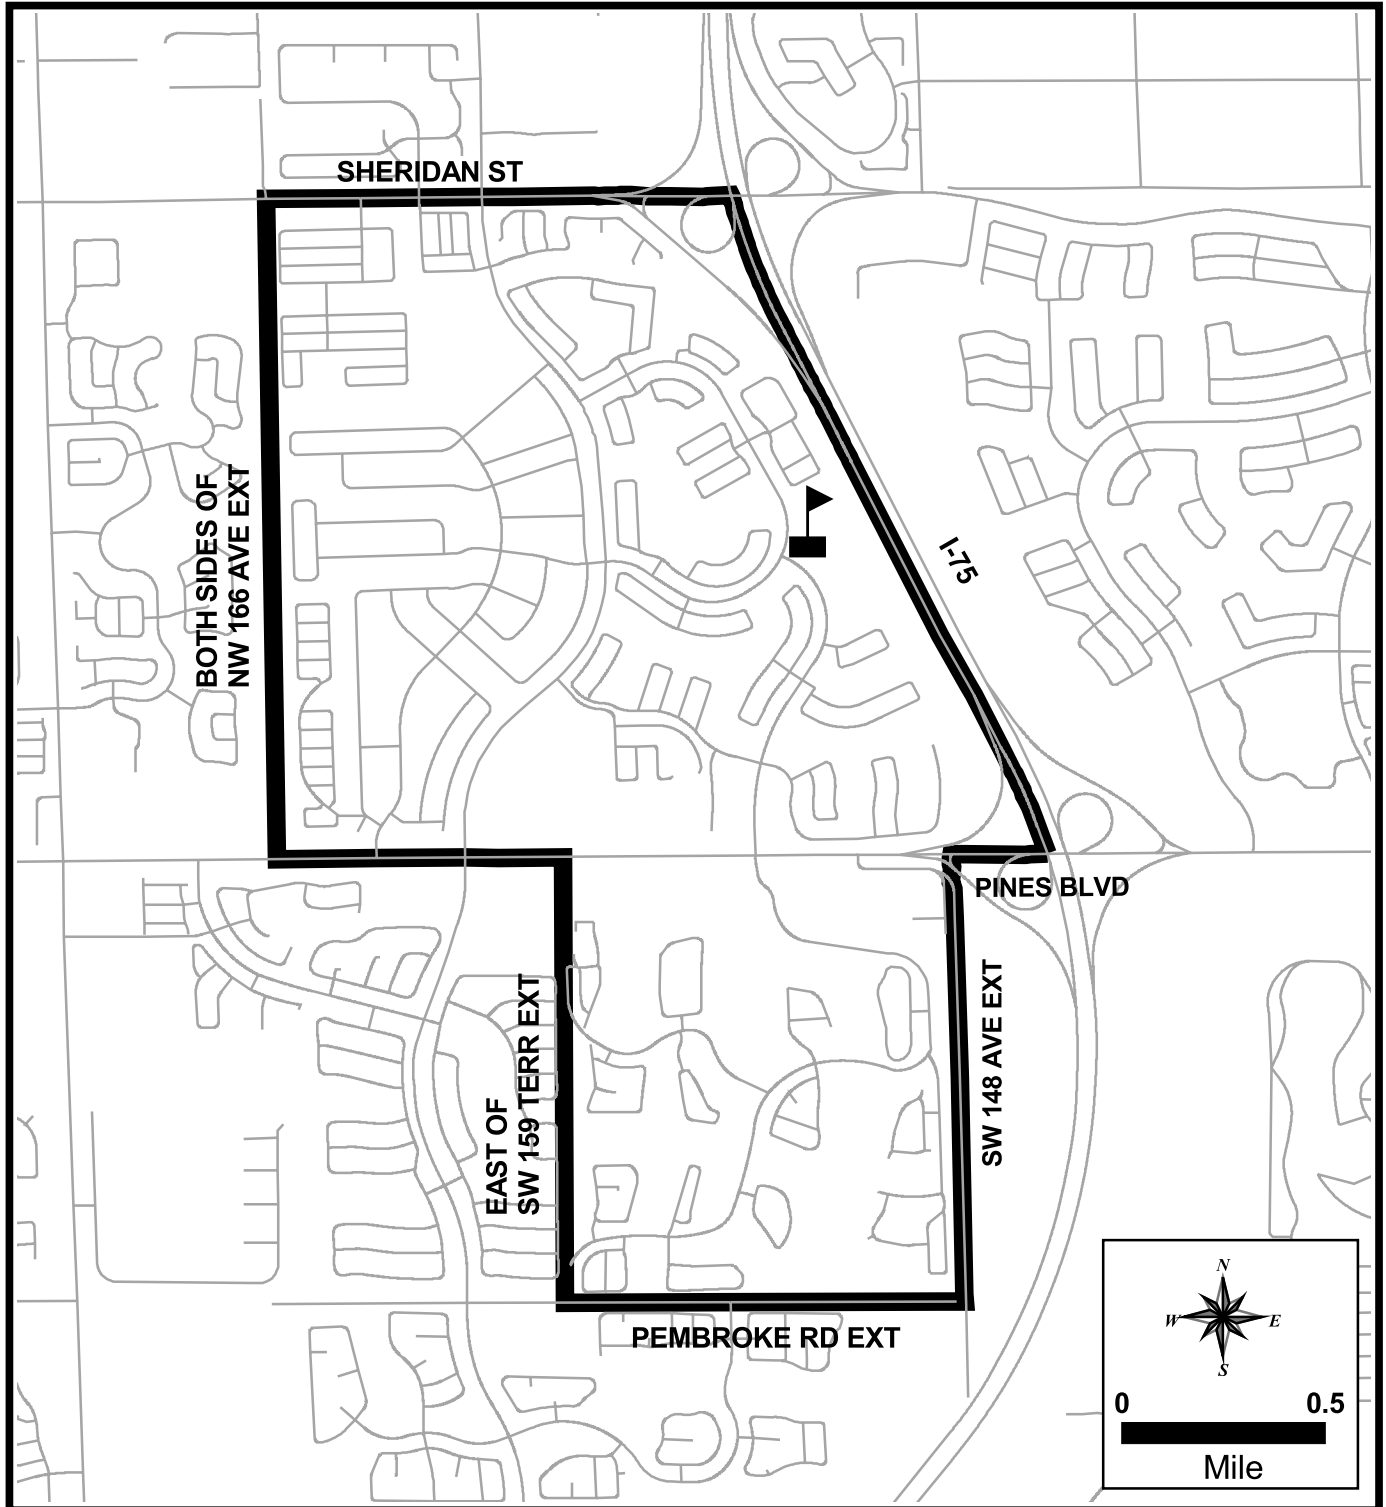 SHERIDAN ST
BOTH SIDES OF
NW 166 AVE EXT
I-75
PINES BLVD
EAST OF
SW 159 TERR EXT
SW 148 AVE EXT
PEMBROKE RD EXT
N
W E
S
0 0.5
Mile